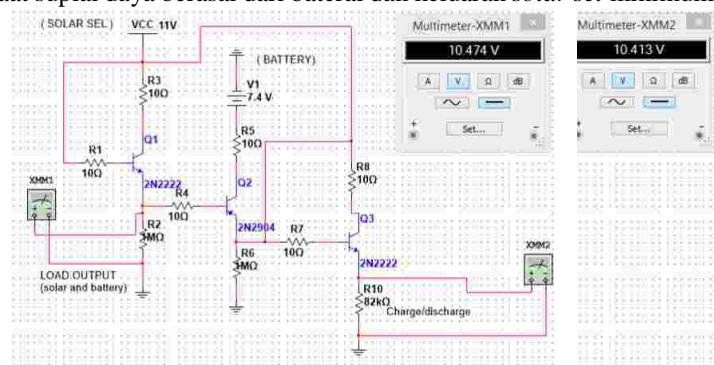 ( SOLAR SEL )
VCC 11V
( BATTERY)
R3
10Ω
V1
7.4 V
R5
10Ω
Q1
R1
10Ω
2N2222
Q2
R4
10Ω
XMM1
2N2904
R7
10Ω
R8
10Ω
Q3
2N2222
R2
R6
XMM2
LOAD OUTPUT
(solar and battery)
R10
82kΩ
Charge/discharge
Multimeter-XMM1
10.474 V
A V Ω dB
Set...
+ -
Multimeter-XMM2
10.413 V
A V Ω dB
Set...
+ -